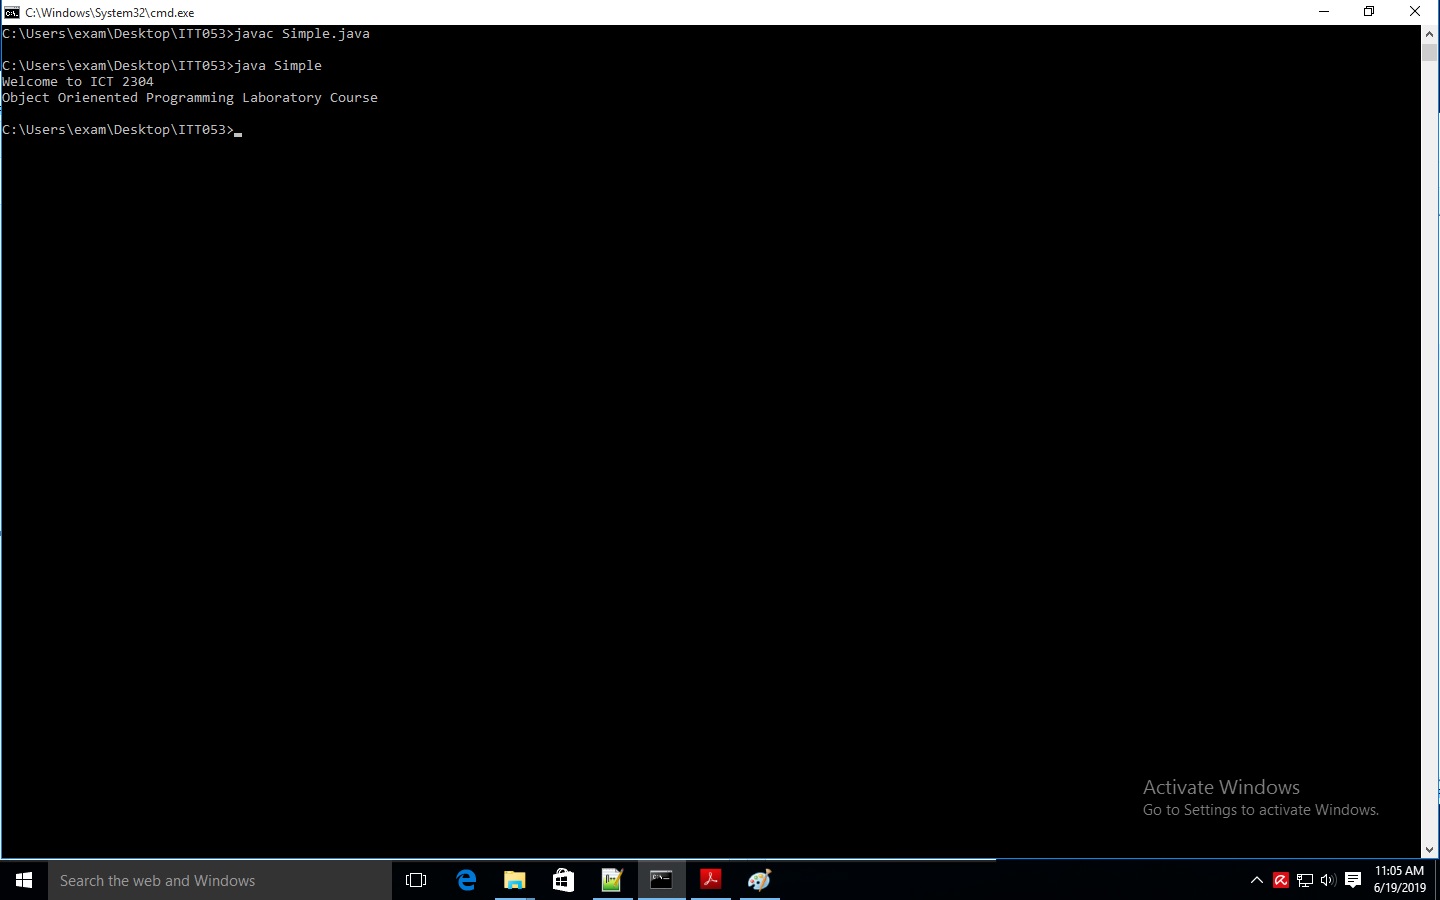 C:\Windows\System32\cmd.exe
C:\Users\exam\Desktop\ITT053>javac Simple.java
C:\Users\exam\Desktop\ITT053>java Simple
Welcome to ICT 2304
Object Orienented Programming Laboratory Course
C:\Users\exam\Desktop\ITT053>
Activate Windows
Go to Settings to activate Windows.
Search the web and Windows
11:05 AM
6/19/2019